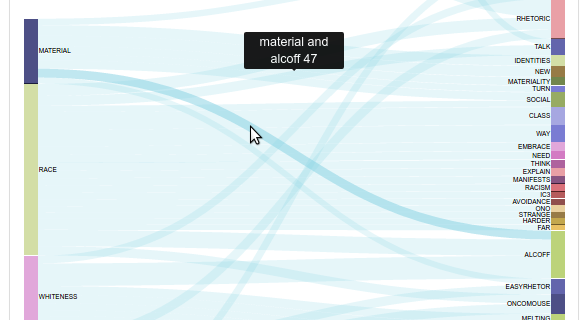 RHETORIC
material and
alcoff 47
TALK
MATERIAL
IDENTITIES
NEW
MATERIALITY
TURN
SOCIAL
CLASS
WAY
EMBRACE
NEED
THINK
RACE
EXPLAIN
MANIFESTS
RACISM
IC3
AVOIDANCE
ONO
STRANGE
HARDER
FAR
ALCOFF
EASYRHETOR
WHITENESS
ONCOMOUSE
MELTING